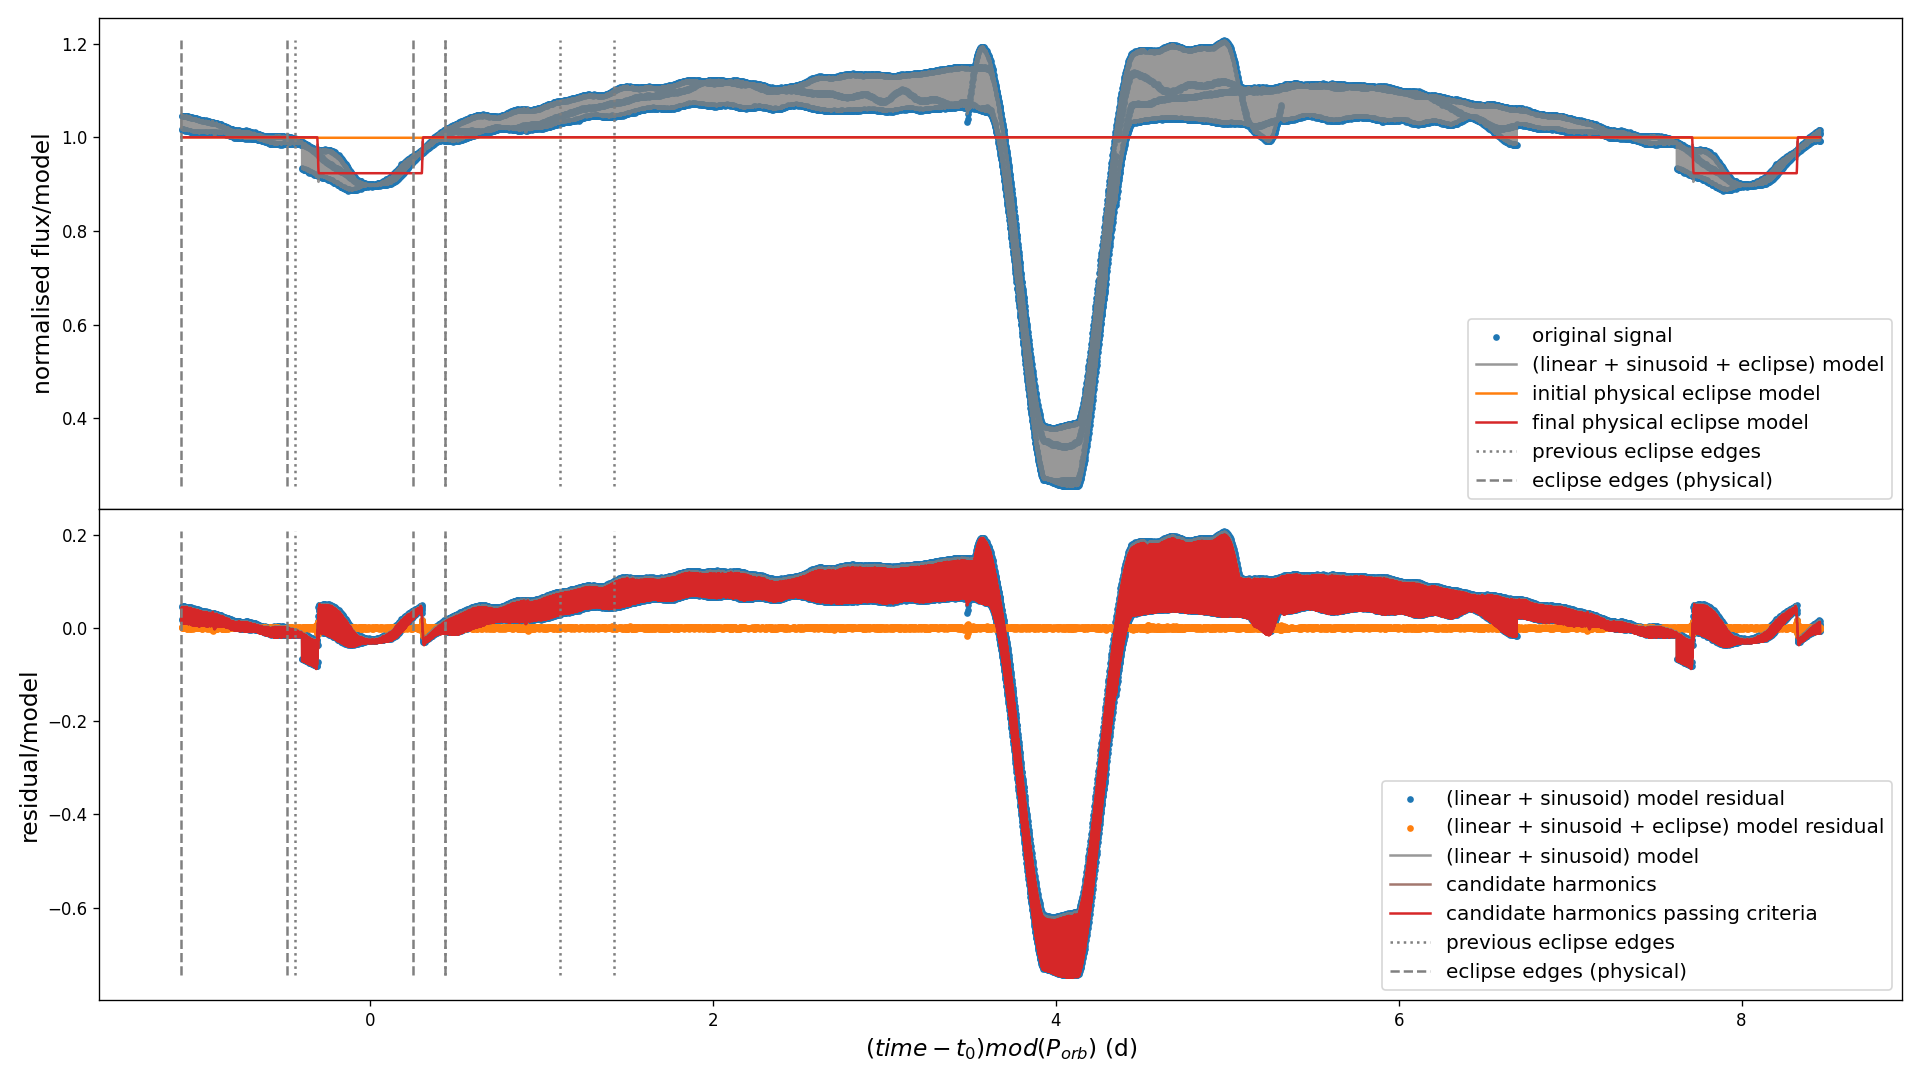 1.2
1.0
0.8
0.6
0.4
normalised flux/model
original signal
(linear + sinusoid + eclipse) model
initial physical eclipse model
final physical eclipse model
previous eclipse edges
eclipse edges (physical)
0.2
0.0
−0.2
−0.4
−0.6
residual/model
(linear + sinusoid) model residual
(linear + sinusoid + eclipse) model residual
(linear + sinusoid) model
candidate harmonics
candidate harmonics passing criteria
previous eclipse edges
eclipse edges (physical)
0 2 4 6 8
(time − t₀)mod(Pₒᵣb) (d)